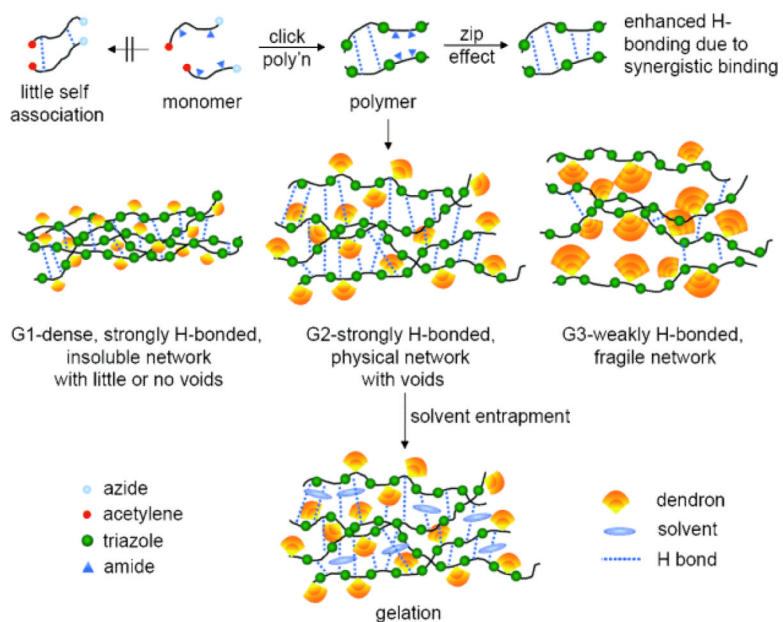 little self
association
monomer
click
poly'n
polymer
zip
effect
enhanced H-
bonding due to
synergistic binding
G1-dense, strongly H-bonded,
insoluble network
with little or no voids
G2-strongly H-bonded,
physical network
with voids
G3-weakly H-bonded,
fragile network
solvent entrapment
azide
acetylene
triazole
amide
gelation
dendron
solvent
H bond